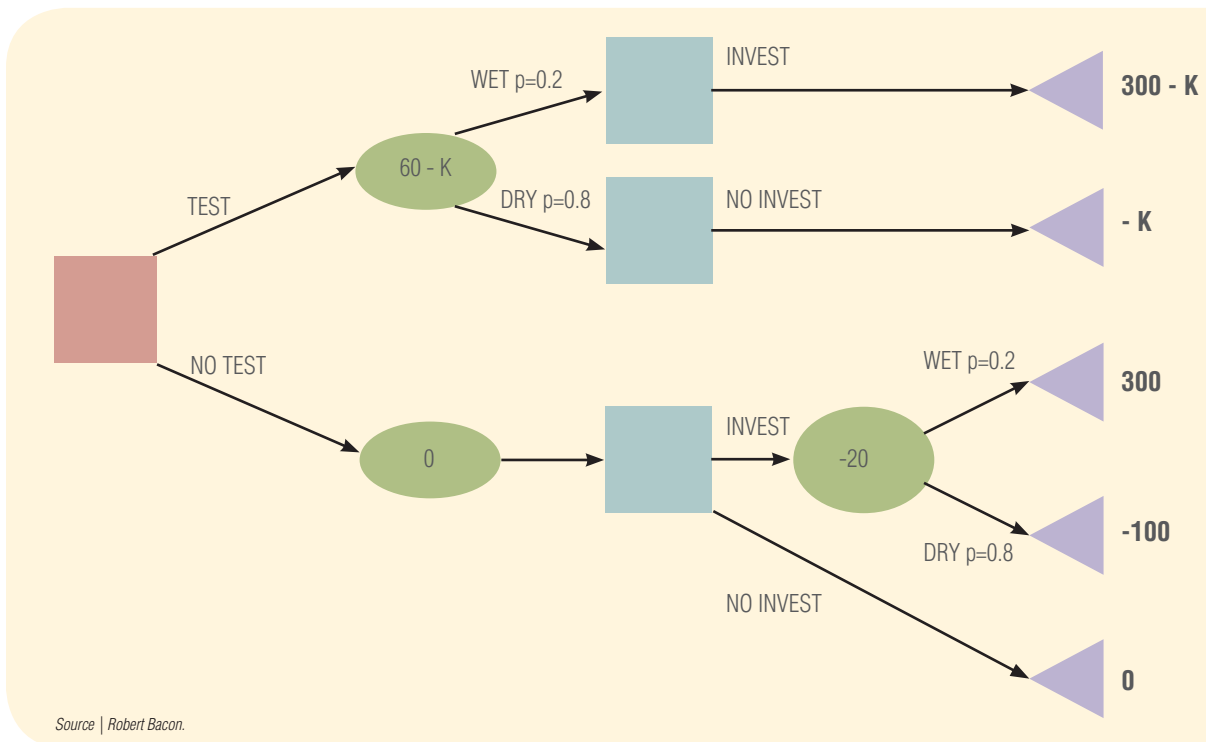 INVEST
WET p=0.2
300 - K
60 - K
TEST
DRY p=0.8
NO INVEST
- K
NO TEST
WET p=0.2
300
INVEST
0
-20
-100
DRY p=0.8
NO INVEST
0
Source | Robert Bacon.